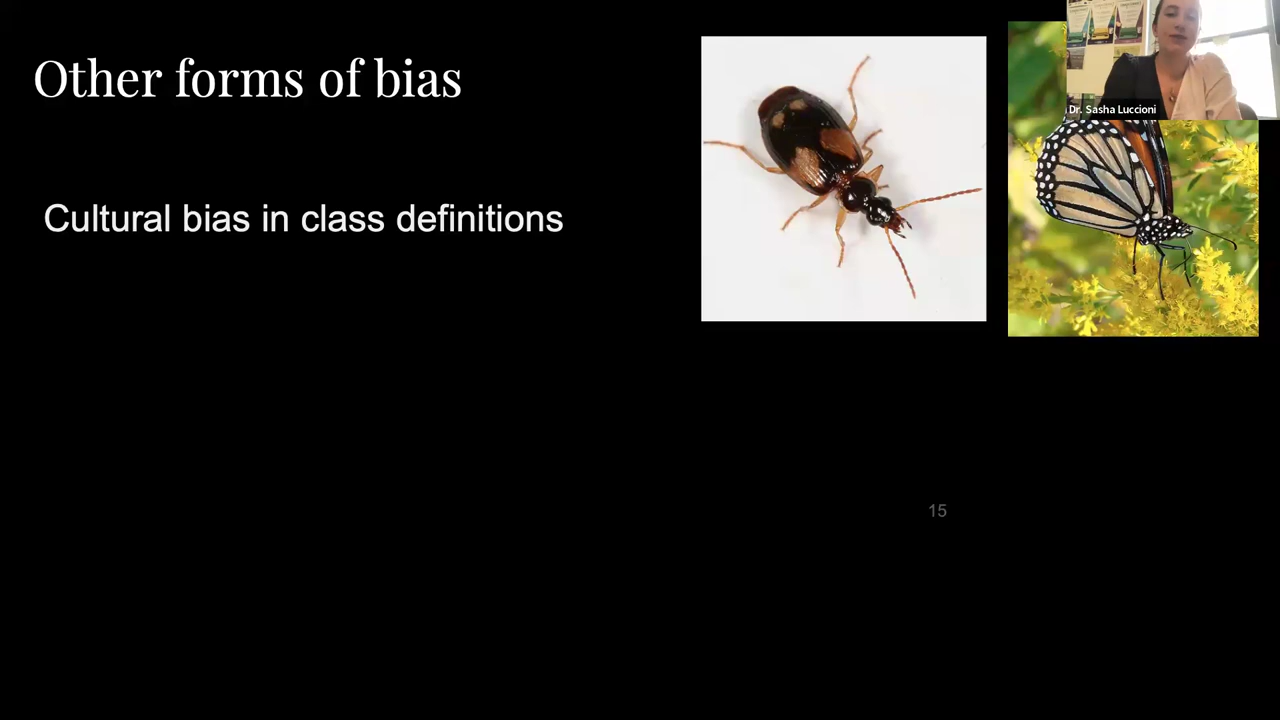 Other forms of bias
Dr. Sasha Luccioni
Cultural bias in class definitions
15